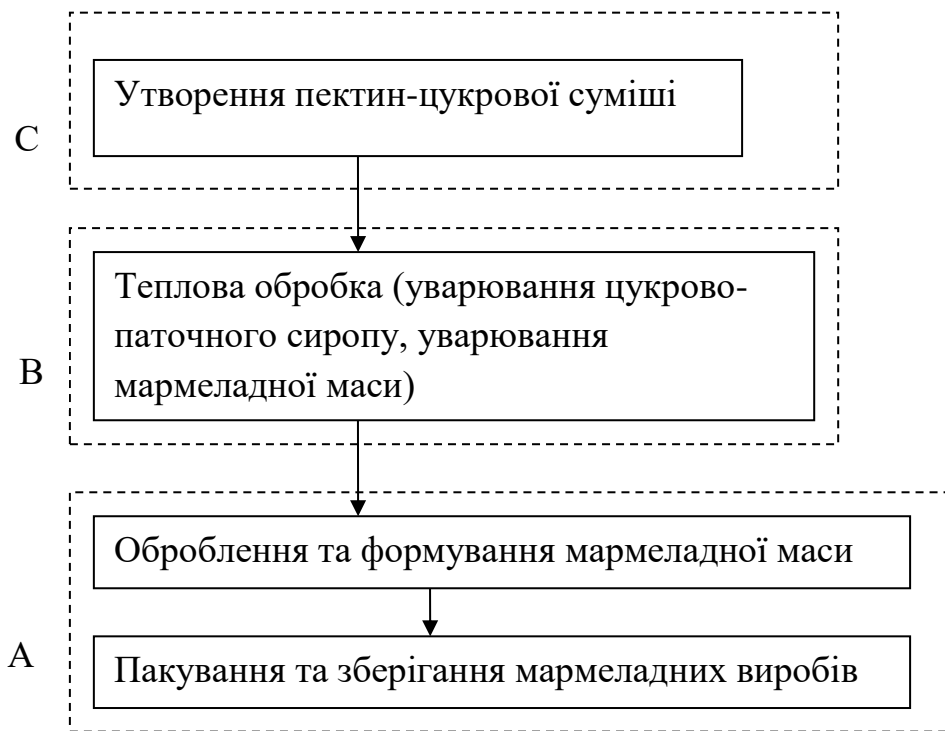 Утворення пектин-цукрової суміші
С
Теплова обробка (уварювання цукрово-
паточного сиропу, уварювання
В
мармеладної маси)
Оброблення та формування мармеладної маси
А
Пакування та зберігання мармеладних виробів